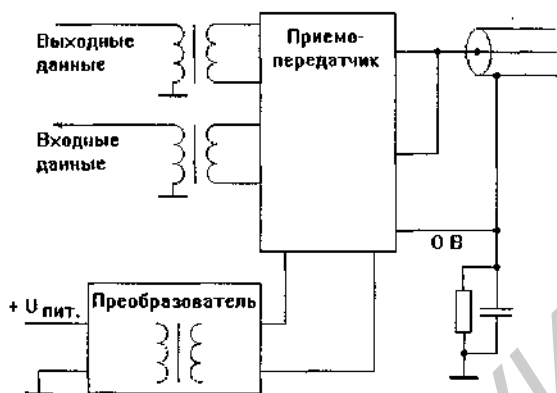 Выходные
данные
Приемо-
передатчик
Входные
данные
0 В
+ U пит.
Преобразователь